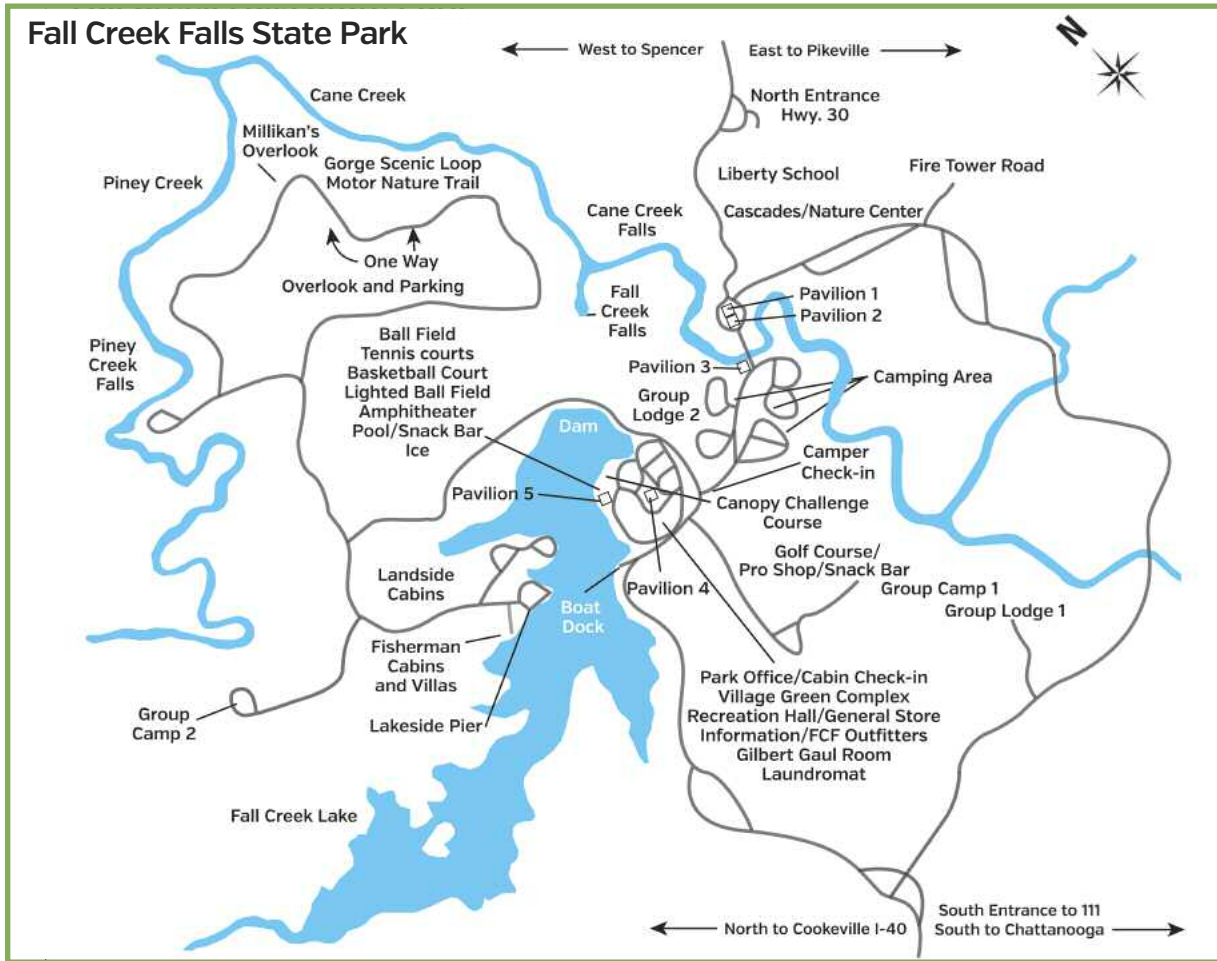 Fall Creek Falls State Park
West to Spencer
East to Pikeville
N
Cane Creek
North Entrance
Hwy. 30
Millikan's
Overlook
Gorge Scenic Loop
Motor Nature Trail
Piney Creek
Liberty School
Fire Tower Road
Cane Creek
Falls
Cascades/Nature Center
One Way
Overlook and Parking
Fall
Creek
Falls
Pavilion 1
Pavilion 2
Piney
Creek
Falls
Ball Field
Tennis courts
Basketball Court
Lighted Ball Field
Amphitheater
Pool/Snack Bar
Ice
Pavilion 3
Group
Lodge 2
Camping Area
Dam
Camper
Check-in
Pavilion 5
Canopy Challenge
Course
Golf Course/
Pro Shop/Snack Bar
Landside
Cabins
Pavilion 4
Group Camp 1
Group Lodge 1
Boat
Dock
Fisherman
Cabins
and Villas
Park Office/Cabin Check-in
Village Green Complex
Recreation Hall/General Store
Information/FCF Outfitters
Gilbert Gaul Room
Laundromat
Group
Camp 2
Lakeside Pier
Fall Creek Lake
North to Cookeville I-40
South Entrance to 111
South to Chattanooga